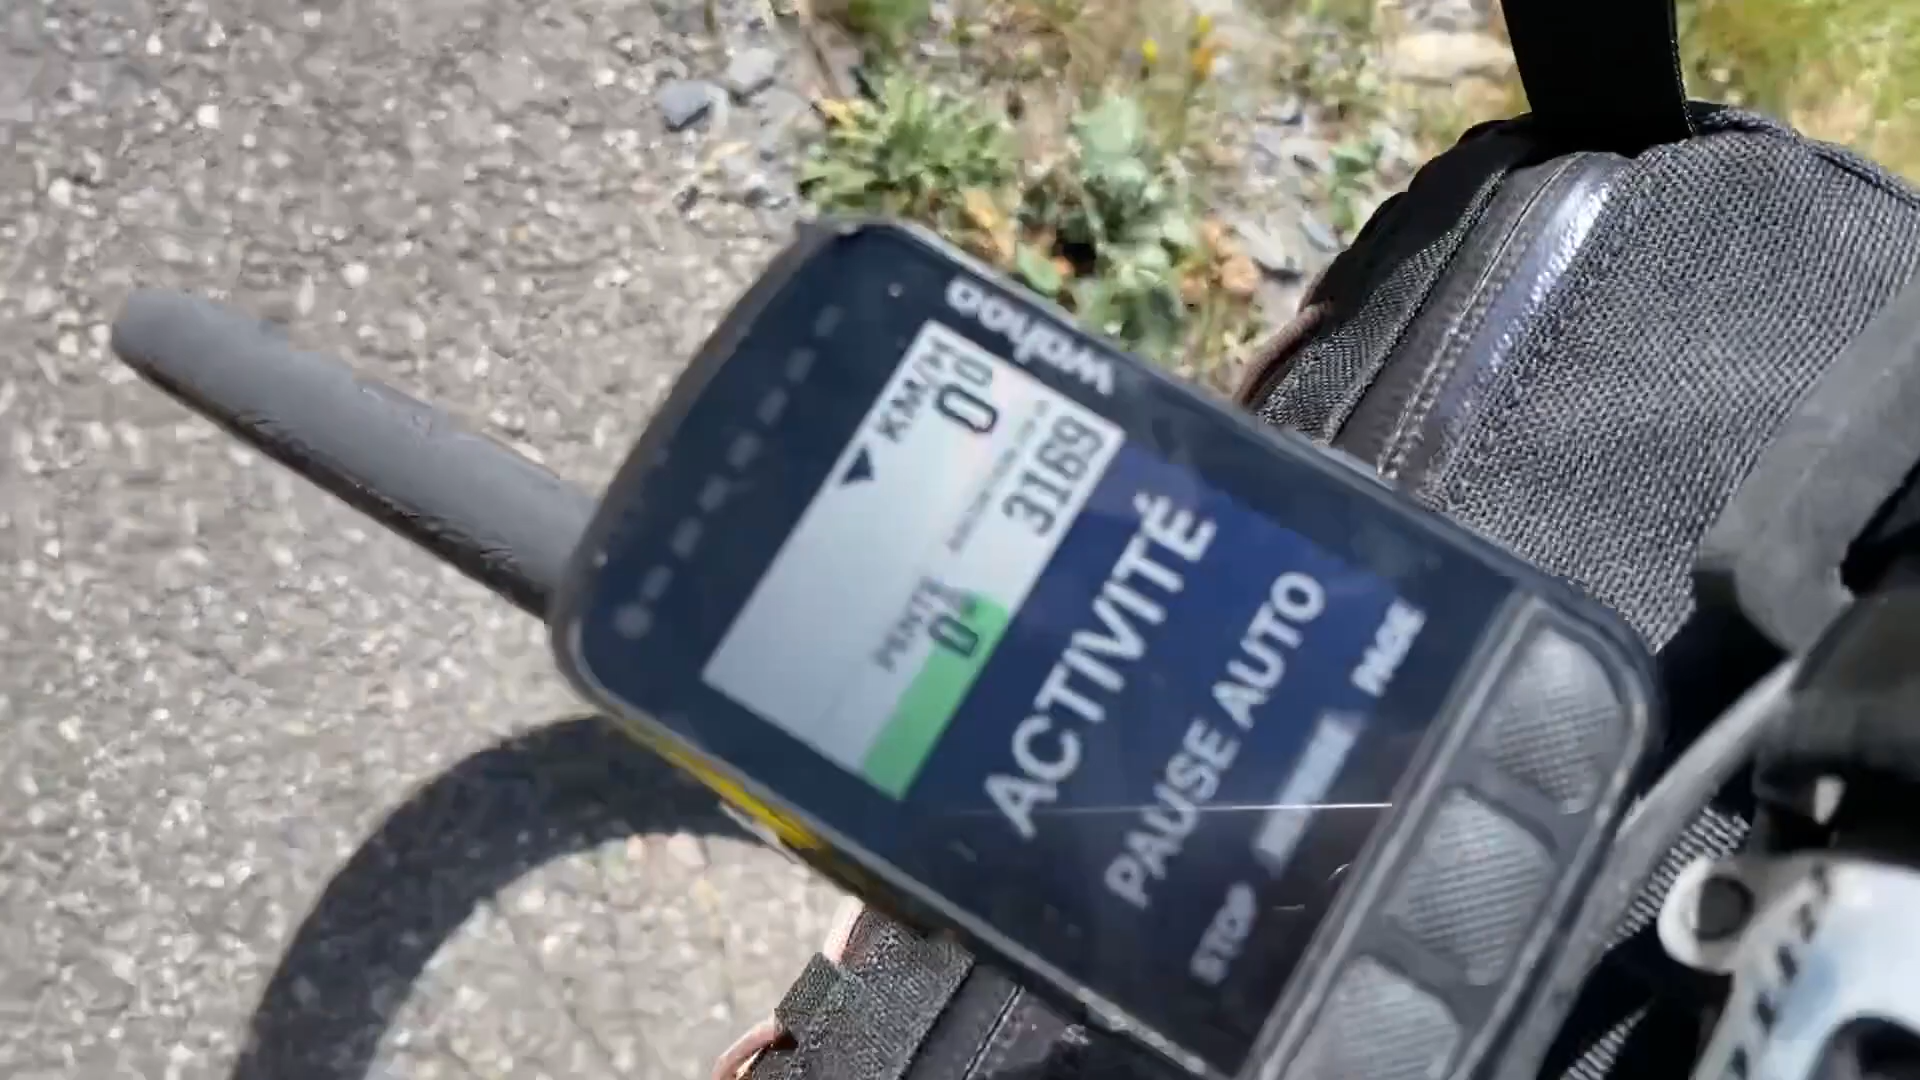 wahoo
KM/H
0.0
3169
PENTE
0%
ACTIVITÉ
PAUSE AUTO
STOP
PAGE